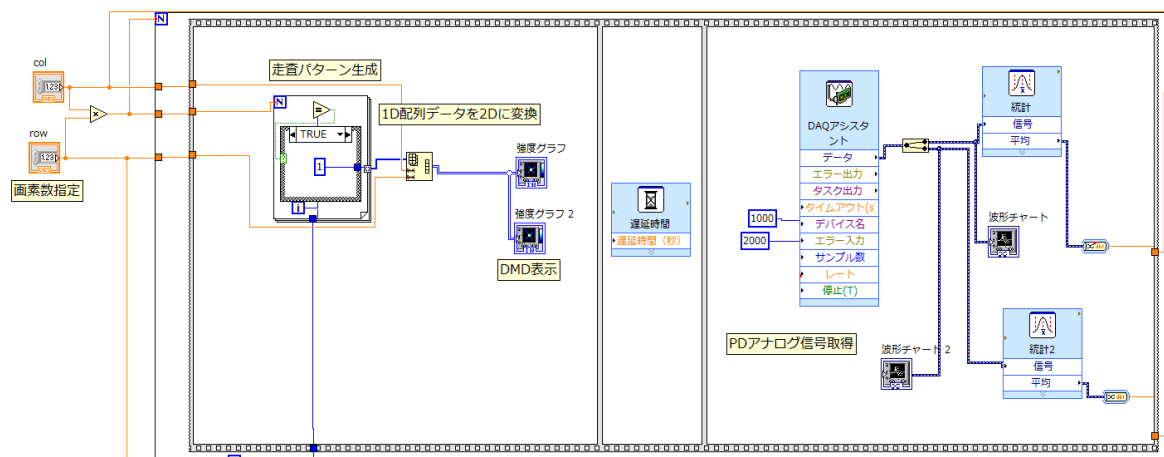 N
col
1.23
DBL
row
1.23
DBL
画素数指定
×
走査パターン生成
N
=
TRUE
?
1
i
1D配列データを2Dに変換
強度グラフ
強度グラフ 2
DMD表示
遅延時間
遅延時間（秒）
DAQアシスタ
ント
データ
エラー出力
タスク出力
タイムアウト(s
デバイス名
エラー入力
サンプル数
レート
停止(T)
1000
2000
PDアナログ信号取得
統計
信号
平均
波形チャート
波形チャート 2
統計2
信号
平均